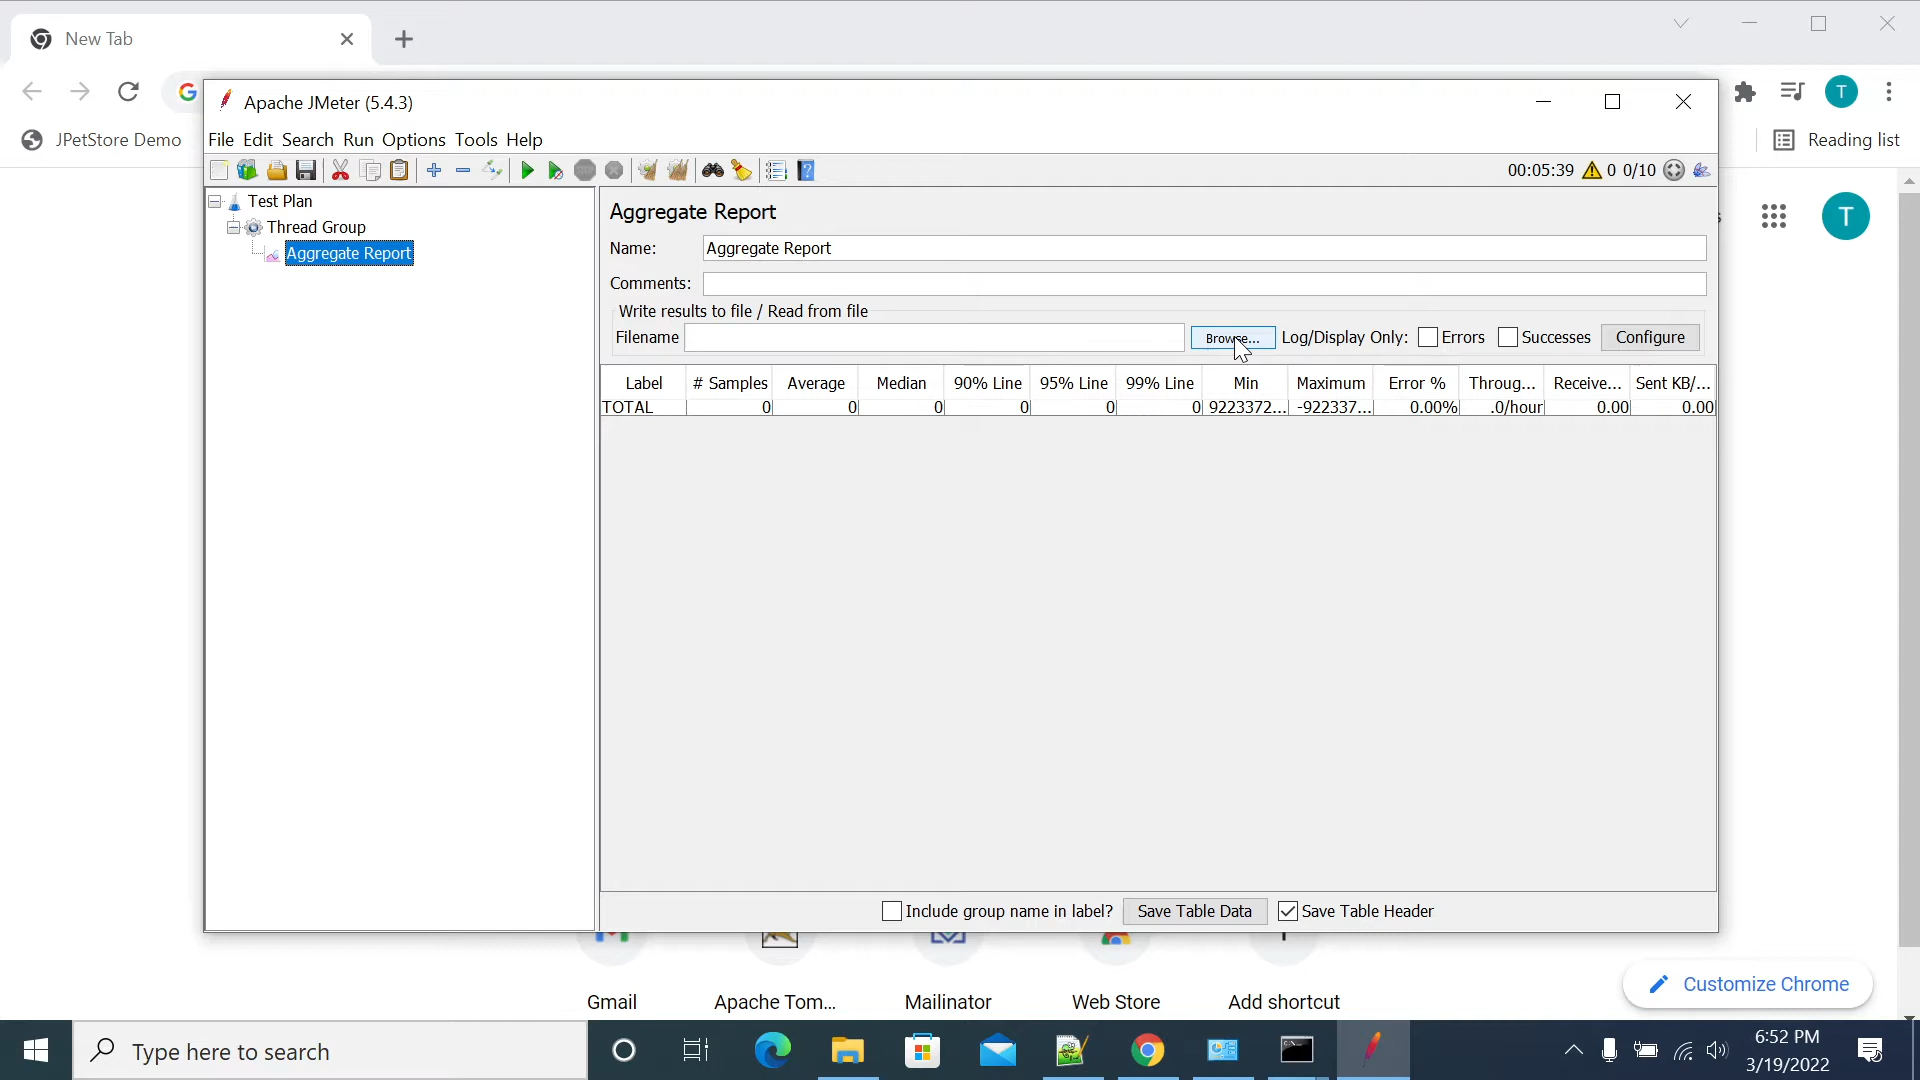 New Tab
JPetStore Demo
Reading list
T
T
Apache JMeter (5.4.3)
File Edit Search Run Options Tools Help
00:05:39 0 0/10
Test Plan
Thread Group
Aggregate Report
Aggregate Report
Name: Aggregate Report
Comments:
Write results to file / Read from file
Filename Browse... Log/Display Only: Errors Successes Configure
Label # Samples Average Median 90% Line 95% Line 99% Line Min Maximum Error % Throug... Receive... Sent KB/...
TOTAL 0 0 0 0 0 0 9223372... -922337... 0.00% .0/hour 0.00 0.00
Include group name in label? Save Table Data Save Table Header
Gmail Apache Tom... Mailinator Web Store Add shortcut
Customize Chrome
Type here to search
6:52 PM
3/19/2022